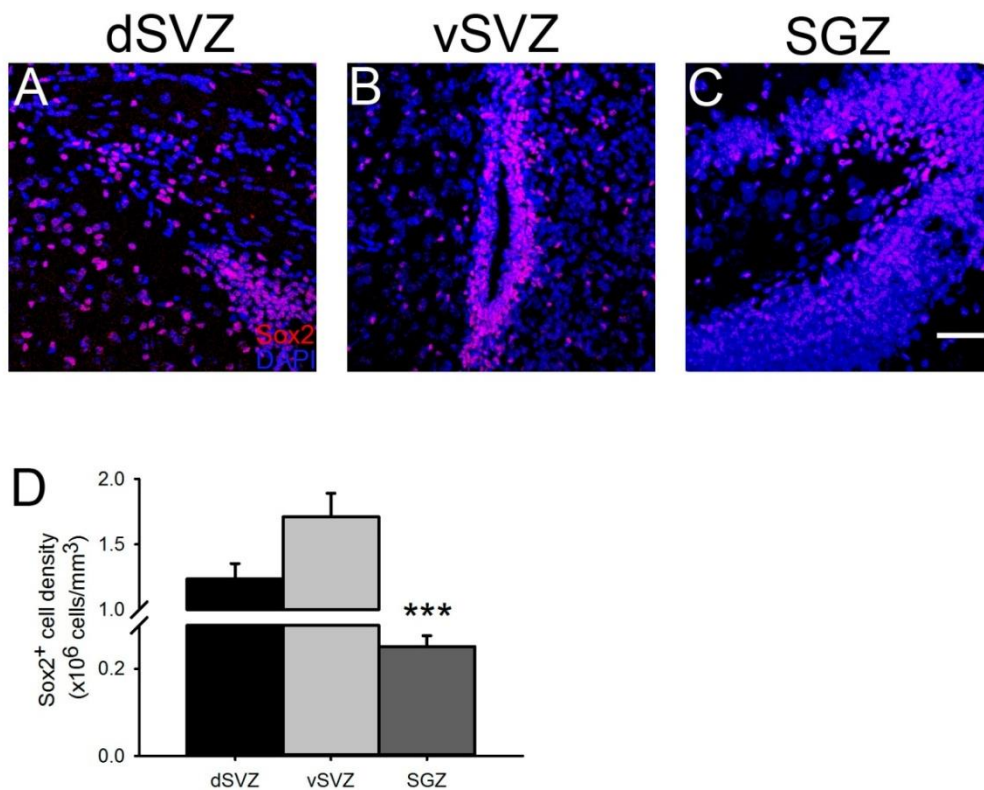 dSVZ vSVZ SGZ
A B C
Sox2
DAPI
D
Sox2⁺ cell density
(x10⁶ cells/mm³)
2.0
1.5
1.0
0.2
0.0
***
dSVZ vSVZ SGZ